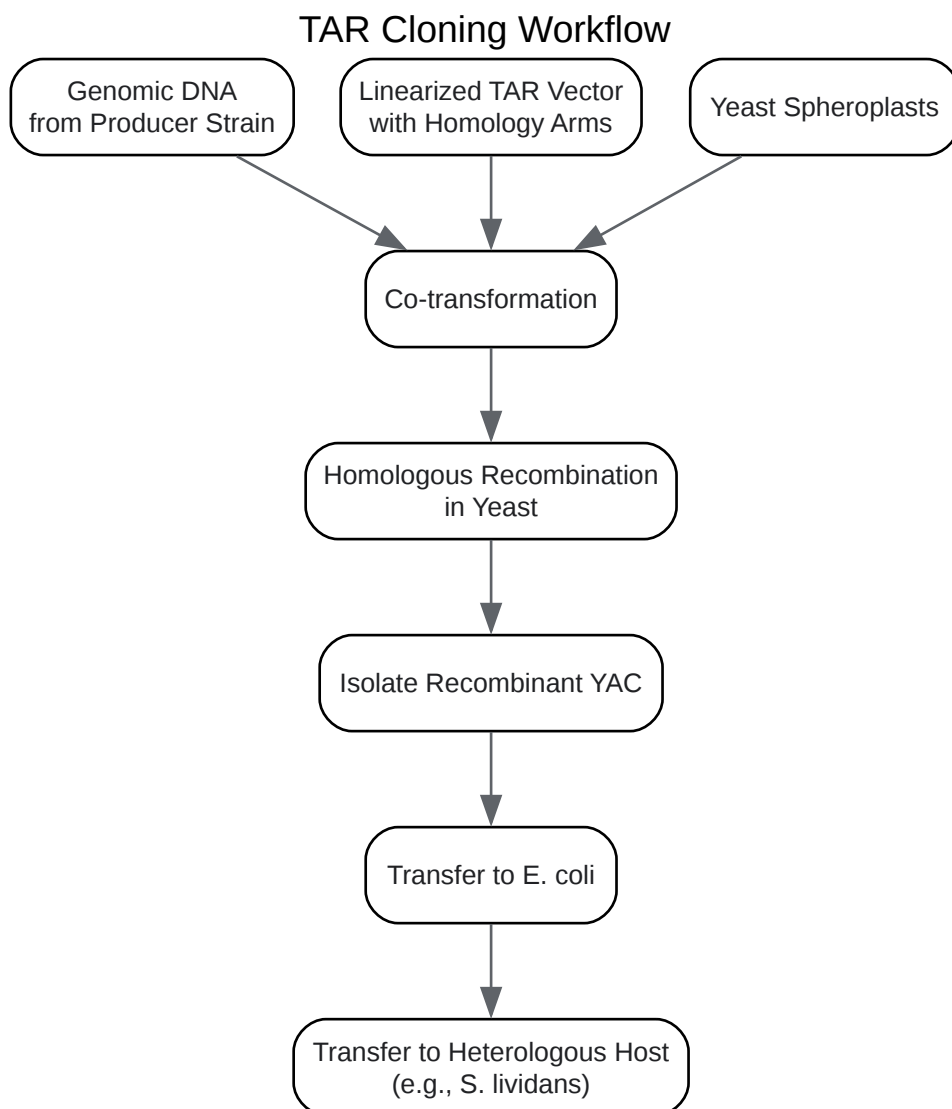 TAR Cloning Workflow
Genomic DNA
from Producer Strain
Linearized TAR Vector
with Homology Arms
Yeast Spheroplasts
Co-transformation
Homologous Recombination
in Yeast
Isolate Recombinant YAC
Transfer to E. coli
Transfer to Heterologous Host
(e.g., S. lividans)